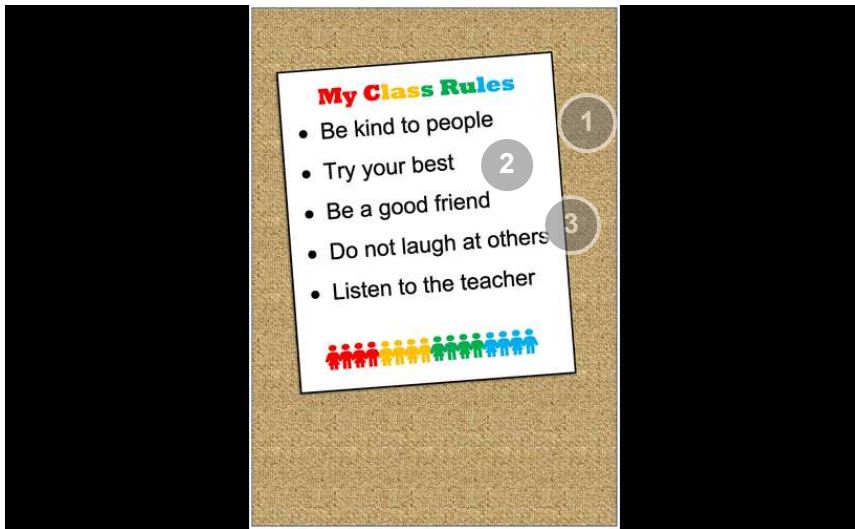 My Class Rules
• Be kind to people
• Try your best
• Be a good friend
• Do not laugh at others
• Listen to the teacher
1
2
3